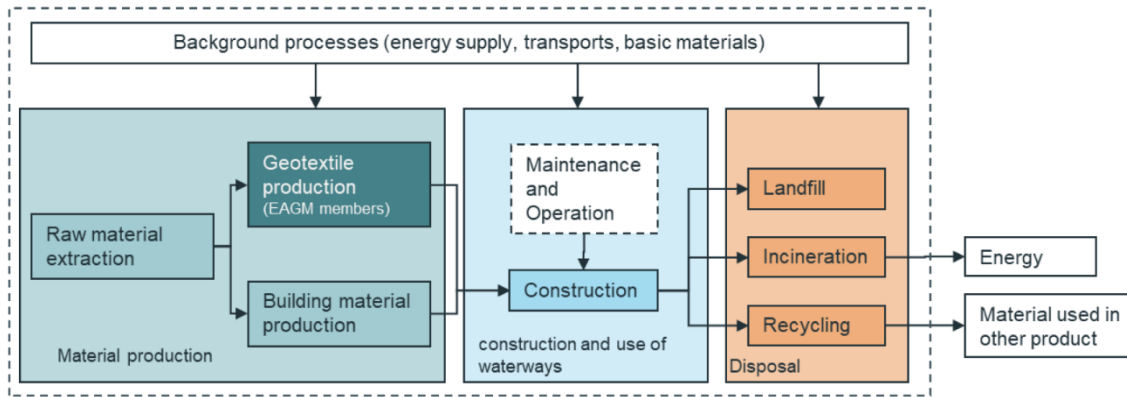 Background processes (energy supply, transports, basic materials)
Geotextile
production
(EAGM members)
Raw material
extraction
Building material
production
Material production
Maintenance
and
Operation
Construction
construction and use of
waterways
Landfill
Incineration
Recycling
Disposal
Energy
Material used in
other product